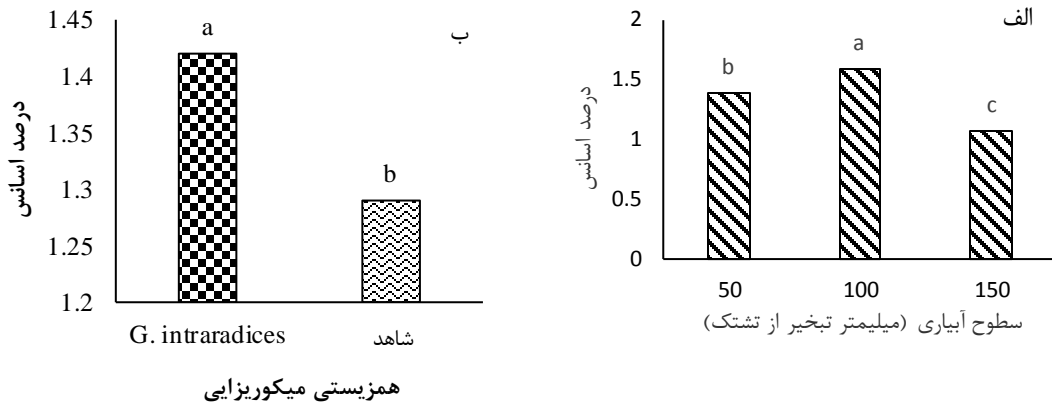 الف
درصد اسانس
2
1.5
1
0.5
0
b
a
c
50 100 150
سطوح آبیاری (میلیمتر تبخیر از تشتک)
ب
درصد اسانس
1.45
1.4
1.35
1.3
1.25
1.2
a
b
G. intraradices شاهد
همزیستی میکوریزایی